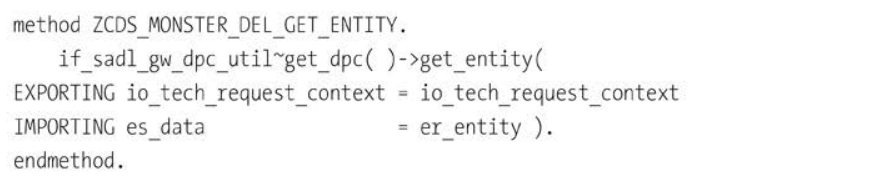 method ZCDS_MONSTER_DEL_GET_ENTITY.
    if_sadl_gw_dpc_util~get_dpc( )->get_entity(
EXPORTING io_tech_request_context = io_tech_request_context
IMPORTING es_data                 = er_entity ).
endmethod.